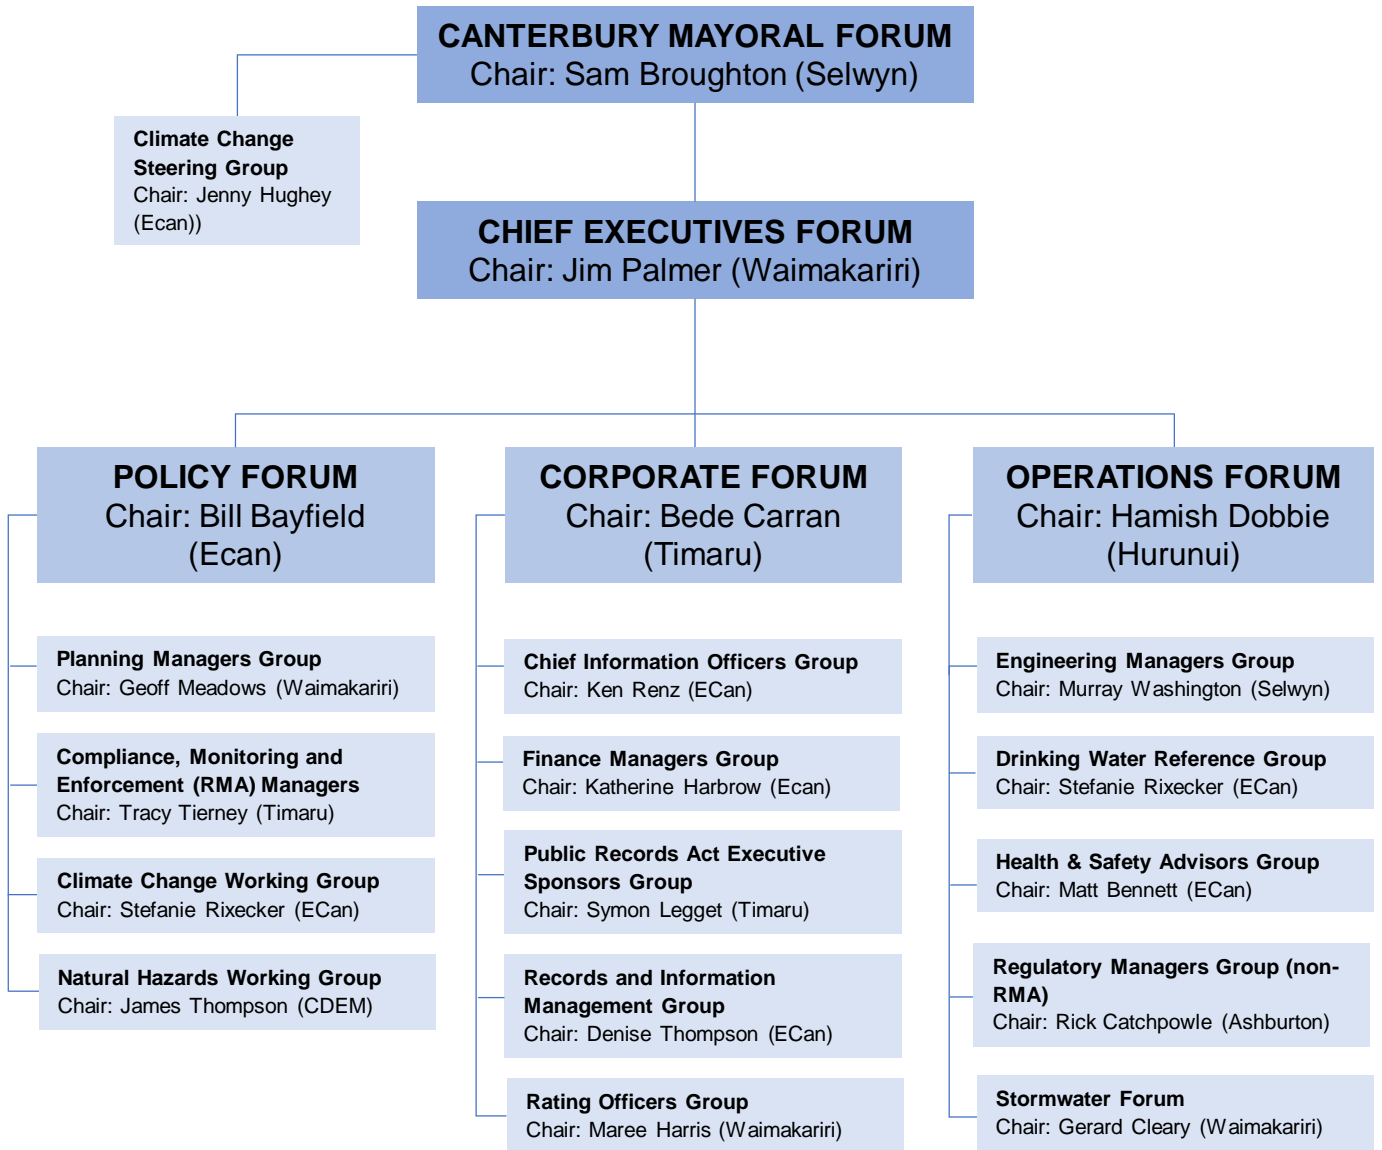 CANTERBURY MAYORAL FORUM
Chair: Sam Broughton (Selwyn)
Climate Change
Steering Group
Chair: Jenny Hughey
(Ecan))
CHIEF EXECUTIVES FORUM
Chair: Jim Palmer (Waimakariri)
POLICY FORUM
Chair: Bill Bayfield
(Ecan)
Planning Managers Group
Chair: Geoff Meadows (Waimakariri)
Compliance, Monitoring and
Enforcement (RMA) Managers
Chair: Tracy Tierney (Timaru)
Climate Change Working Group
Chair: Stefanie Rixecker (ECan)
Natural Hazards Working Group
Chair: James Thompson (CDEM)
CORPORATE FORUM
Chair: Bede Carran
(Timaru)
Chief Information Officers Group
Chair: Ken Renz (ECan)
Finance Managers Group
Chair: Katherine Harbrow (Ecan)
Public Records Act Executive
Sponsors Group
Chair: Symon Legget (Timaru)
Records and Information
Management Group
Chair: Denise Thompson (ECan)
Rating Officers Group
Chair: Maree Harris (Waimakariri)
OPERATIONS FORUM
Chair: Hamish Dobbie
(Hurunui)
Engineering Managers Group
Chair: Murray Washington (Selwyn)
Drinking Water Reference Group
Chair: Stefanie Rixecker (ECan)
Health & Safety Advisors Group
Chair: Matt Bennett (ECan)
Regulatory Managers Group (non-
RMA)
Chair: Rick Catchpowle (Ashburton)
Stormwater Forum
Chair: Gerard Cleary (Waimakariri)